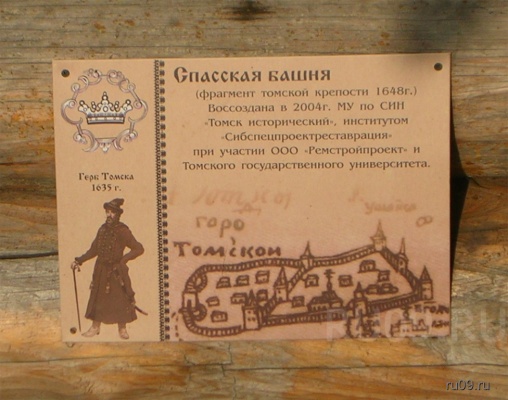 Спасская башня
(фрагмент томской крепости 1648г.)
Воссоздана в 2004г. МУ по СИН
«Томск исторический», институтом
«Сибспецпроектреставрация»
при участии ООО «Ремстройпроект» и
Томского государственного университета.
Герб Томска
1635 г.
Томской
ru09.ru